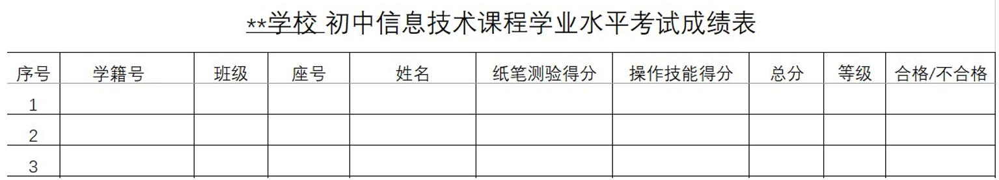 **学校 初中信息技术课程学业水平考试成绩表
序号 学籍号 班级 座号 姓名 纸笔测验得分 操作技能得分 总分 等级 合格/不合格
1
2
3